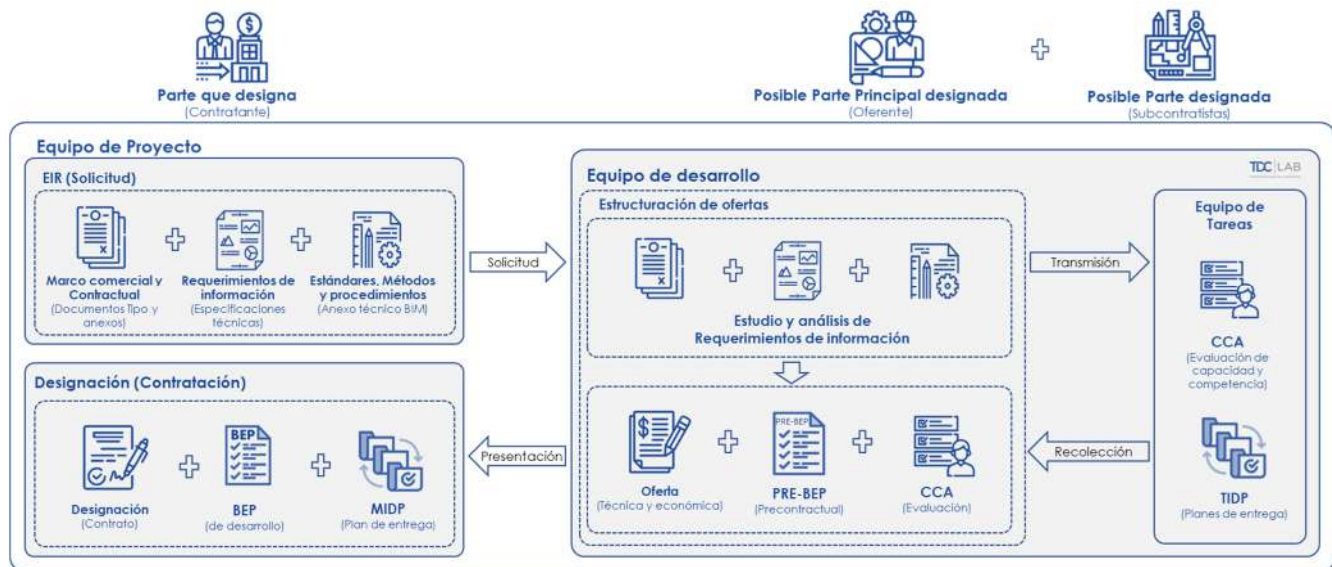 $
Parte que designa
(Contratante)
Posible Parte Principal designada
(Oferente)
Posible Parte designada
(Subcontratistas)
Equipo de Proyecto
EIR (Solicitud)
x
Marco comercial y
Contractual
(Documentos Tipo y
anexos)
Requerimientos de
información
(Especificaciones
técnicas)
Estándares, Métodos
y procedimientos
(Anexo técnico BIM)
Solicitud
Equipo de desarrollo
TDC LAB
Estructuración de ofertas
x
Estudio y análisis de
Requerimientos de información
Transmisión
Equipo de
Tareas
CCA
(Evaluación de
capacidad y
competencia)
TIDP
(Planes de entrega)
Recolección
$
Oferta
(Técnica y económica)
PRE-BEP
PRE-BEP
(Precontractual)
CCA
(Evaluación)
Presentación
Designación (Contratación)
Designación
(Contrato)
BEP
BEP
(de desarrollo)
MIDP
(Plan de entrega)